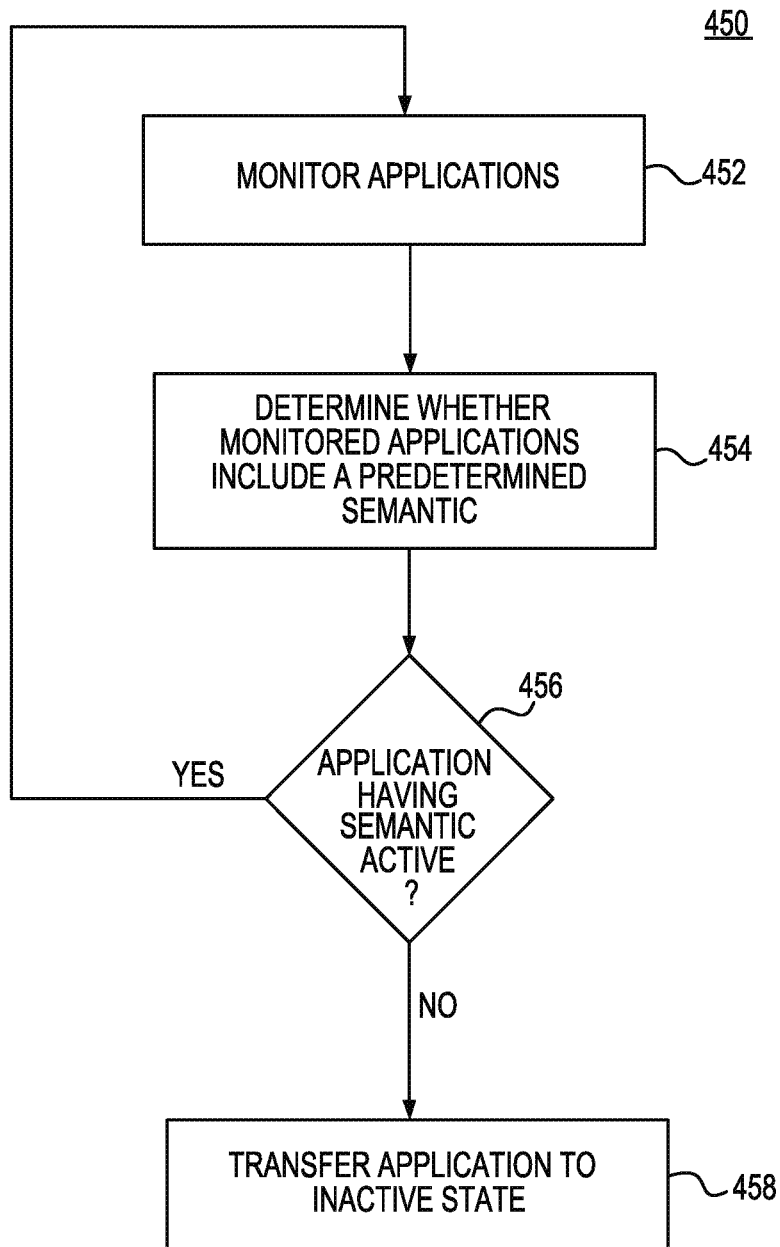 450
MONITOR APPLICATIONS
452
DETERMINE WHETHER
MONITORED APPLICATIONS
INCLUDE A PREDETERMINED
SEMANTIC
454
456
APPLICATION
HAVING
SEMANTIC
ACTIVE
?
YES
NO
TRANSFER APPLICATION TO
INACTIVE STATE
458